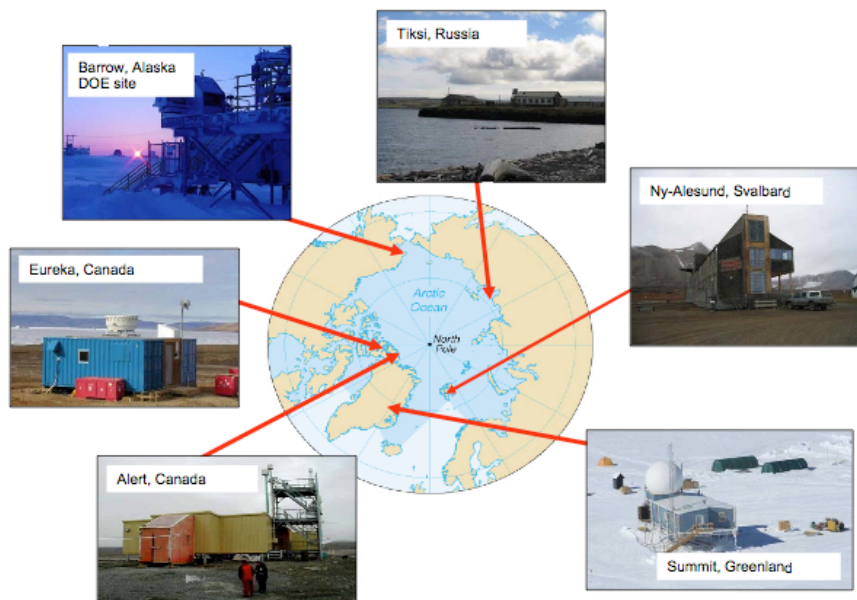 Tiksi, Russia
Barrow, Alaska
DOE site
Ny-Alesund, Svalbard
Eureka, Canada
Arctic
Ocean
North
Pole
Alert, Canada
Summit, Greenland